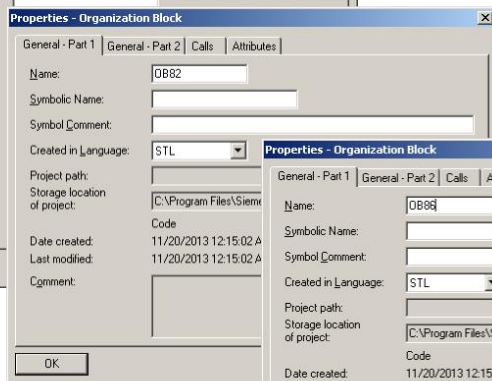 Properties - Organization Block
General - Part 1 General - Part 2 Calls Attributes
Name: OB82
Symbolic Name:
Symbol Comment:
Created in Language: STL
Project path:
Storage location of project: C:\Program Files\Sieme
Code
Date created: 11/20/2013 12:15:02 A
Last modified: 11/20/2013 12:15:02 A
Comment:
OK
Properties - Organization Block
General - Part 1 General - Part 2 Calls A
Name: OB86
Symbolic Name:
Symbol Comment:
Created in Language: STL
Project path:
Storage location of project: C:\Program Files\S
Code
Date created: 11/20/2013 12:15